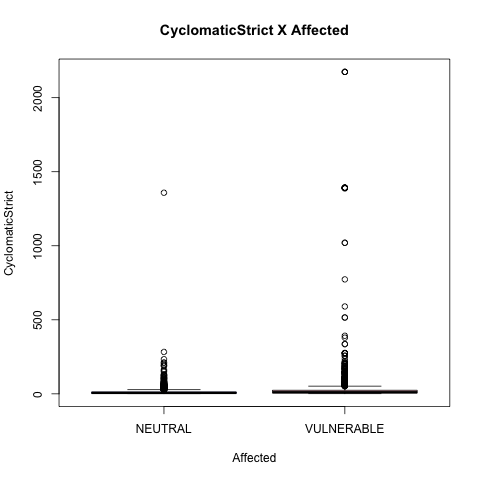 CyclomaticStrict X Affected
CyclomaticStrict
2000
1500
1000
500
0
NEUTRAL
VULNERABLE
Affected